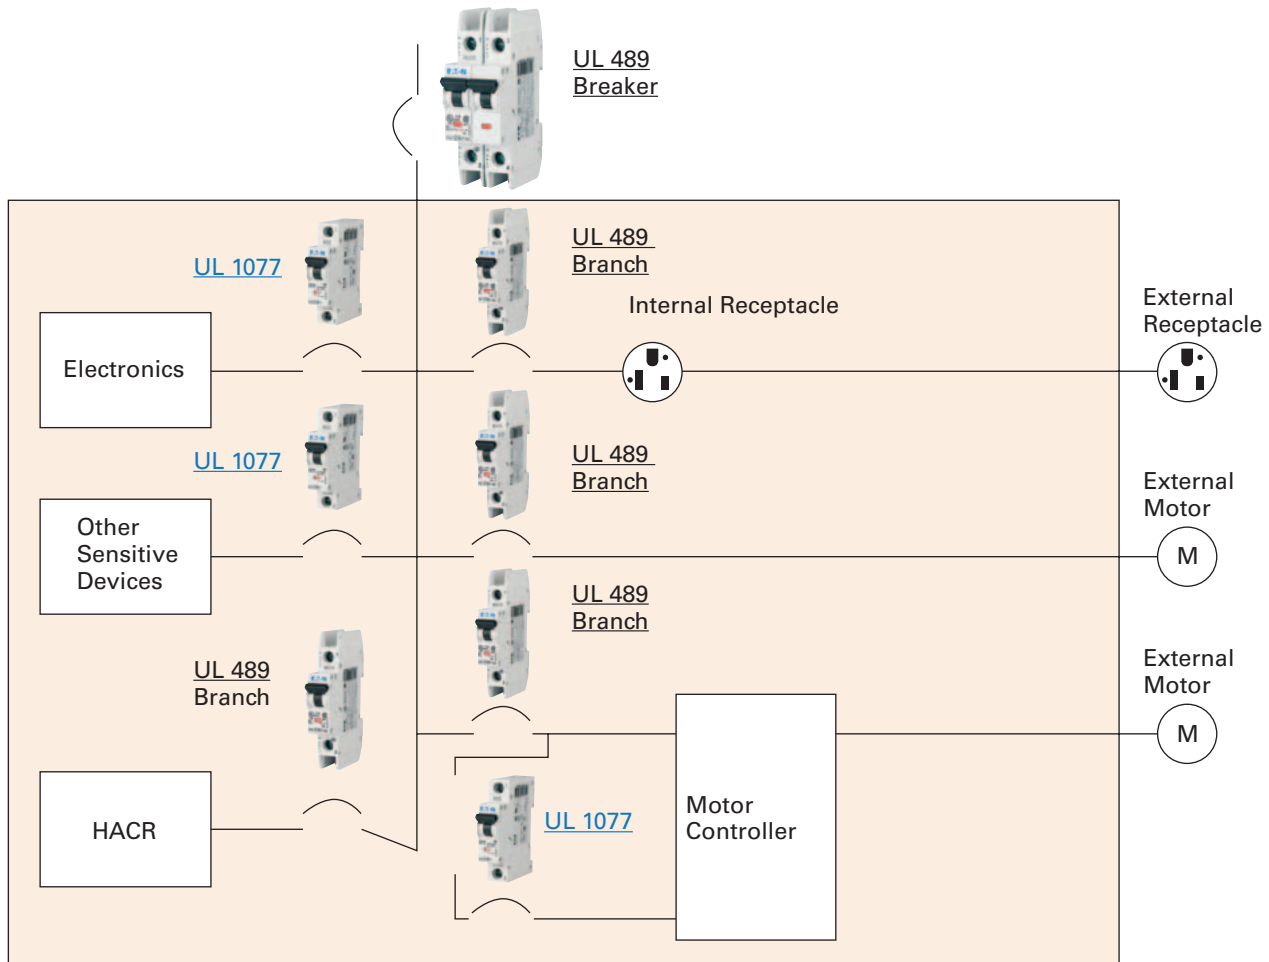 UL 489
Breaker
UL 1077
UL 489
Branch
Internal Receptacle
External
Receptacle
Electronics
UL 1077
UL 489
Branch
External
Motor
Other
Sensitive
Devices
M
UL 489
Branch
UL 489
Branch
External
Motor
M
HACR
UL 1077
Motor
Controller